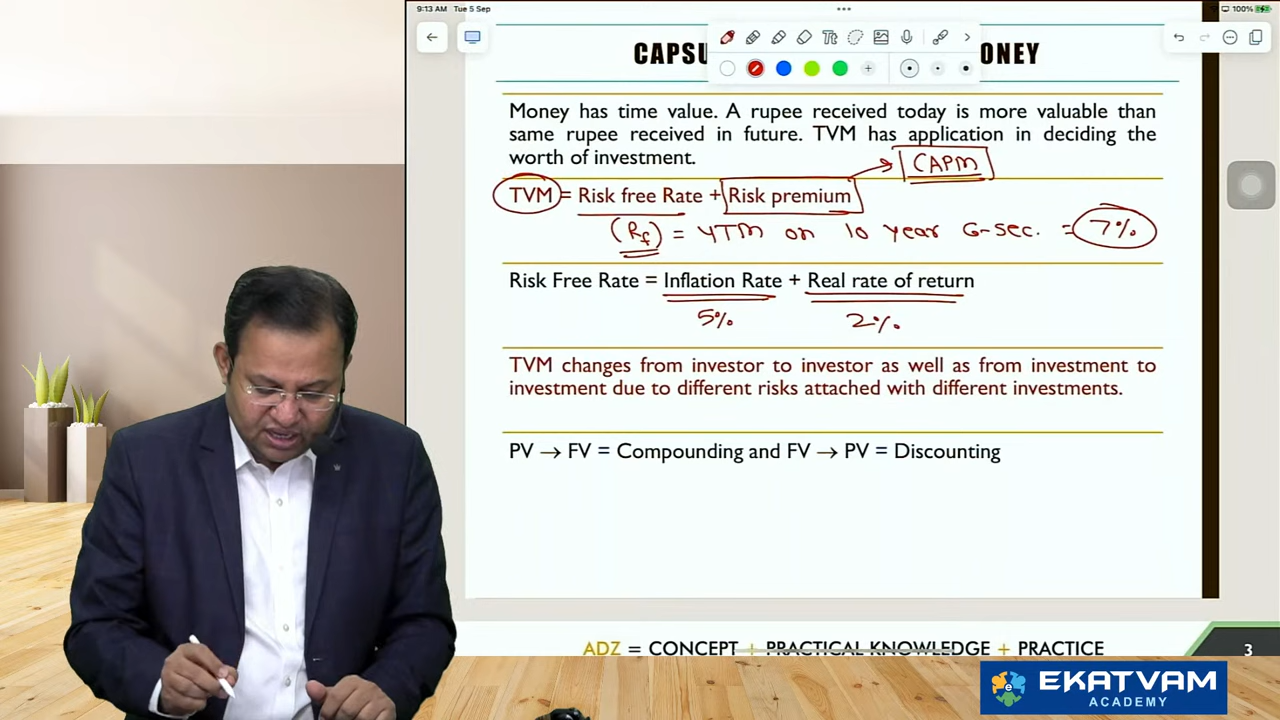 9:13 AM Tue 5 Sep
100%
CAPSU ONEY
Money has time value. A rupee received today is more valuable than
same rupee received in future. TVM has application in deciding the
worth of investment.
CAPM
TVM = Risk free Rate + Risk premium
(Rf) = YTM on 10 year G-sec. = 7%
Risk Free Rate = Inflation Rate + Real rate of return
5% 2%
TVM changes from investor to investor as well as from investment to
investment due to different risks attached with different investments.
PV → FV = Compounding and FV → PV = Discounting
ADZ = CONCEPT + PRACTICAL KNOWLEDGE + PRACTICE
3
EKATVAM
ACADEMY